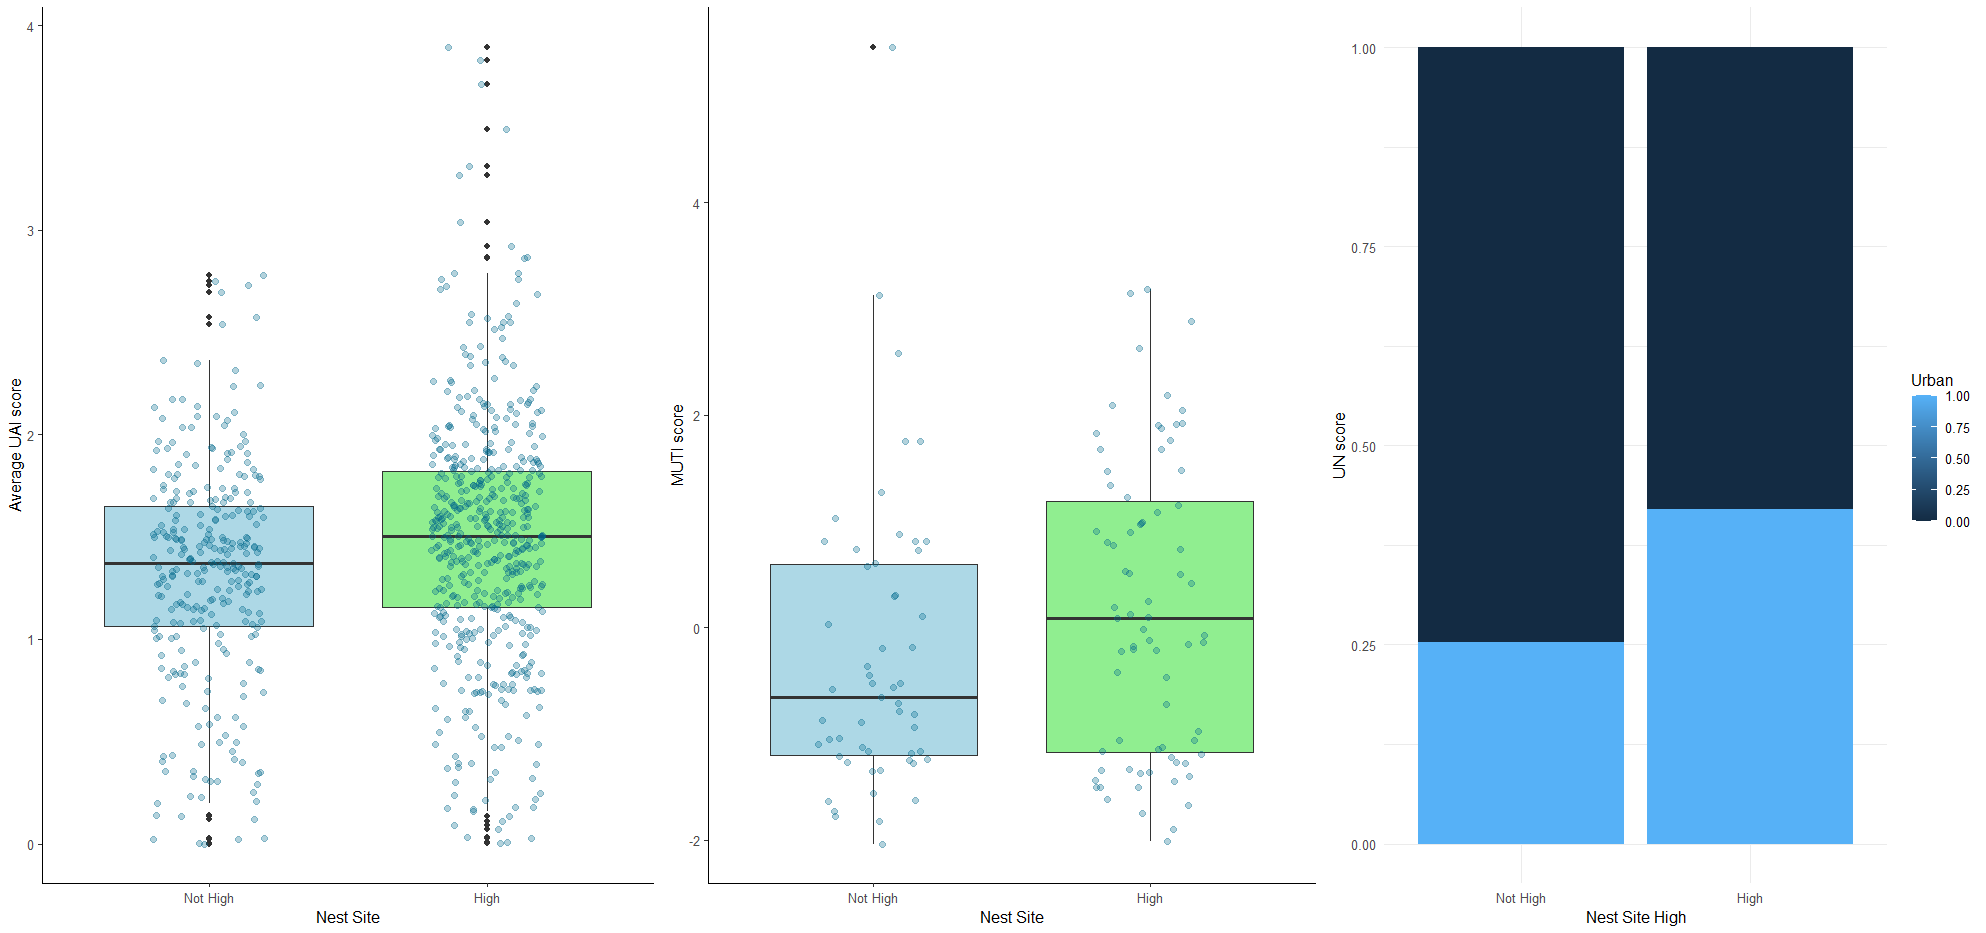 4
3
2
1
0
Average UAI score
Not High
High
Nest Site
4
2
0
-2
MUTI score
Not High
High
Nest Site
1.00
0.75
0.50
0.25
0.00
UN score
Not High
High
Nest Site High
Urban
1.00
0.75
0.50
0.25
0.00